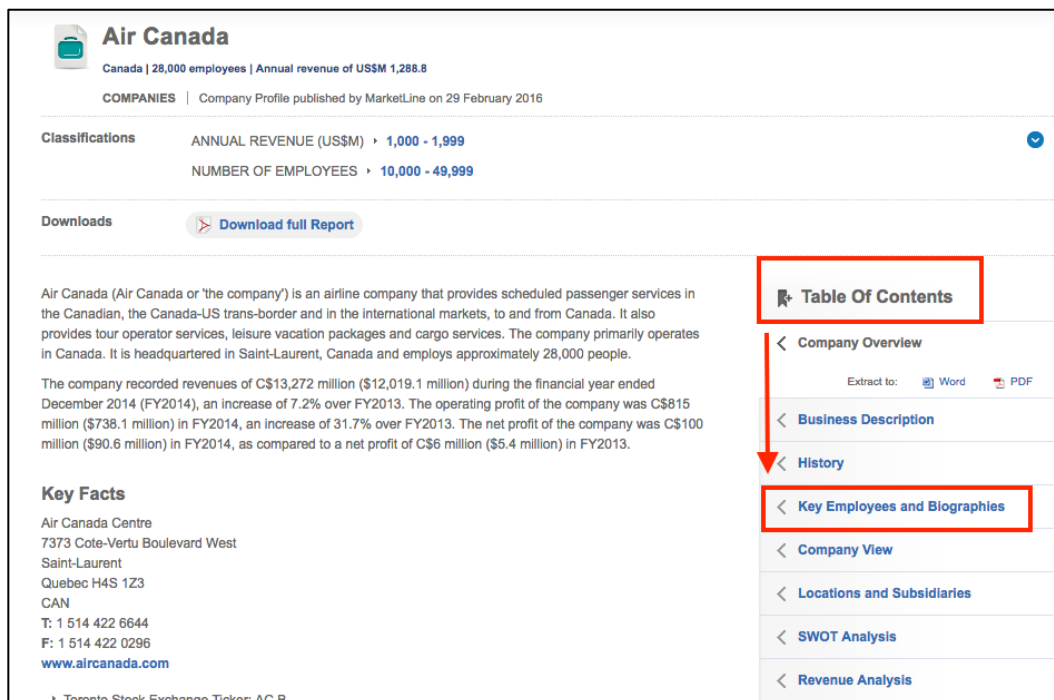 Air Canada
Canada | 28,000 employees | Annual revenue of US$M 1,288.8
COMPANIES | Company Profile published by MarketLine on 29 February 2016
Classifications
ANNUAL REVENUE (US$M) 1,000 - 1,999
NUMBER OF EMPLOYEES 10,000 - 49,999
Downloads
Download full Report
Air Canada (Air Canada or 'the company') is an airline company that provides scheduled passenger services in
the Canadian, the Canada-US trans-border and in the international markets, to and from Canada. It also
provides tour operator services, leisure vacation packages and cargo services. The company primarily operates
in Canada. It is headquartered in Saint-Laurent, Canada and employs approximately 28,000 people.
The company recorded revenues of C$13,272 million ($12,019.1 million) during the financial year ended
December 2014 (FY2014), an increase of 7.2% over FY2013. The operating profit of the company was C$815
million ($738.1 million) in FY2014, an increase of 31.7% over FY2013. The net profit of the company was C$100
million ($90.6 million) in FY2014, as compared to a net profit of C$6 million ($5.4 million) in FY2013.
Key Facts
Air Canada Centre
7373 Cote-Vertu Boulevard West
Saint-Laurent
Quebec H4S 1Z3
CAN
T: 1 514 422 6644
F: 1 514 422 0296
www.aircanada.com
Toronto Stock Exchange Ticker: AC.B
Table Of Contents
Company Overview
Extract to: Word PDF
Business Description
History
Key Employees and Biographies
Company View
Locations and Subsidiaries
SWOT Analysis
Revenue Analysis